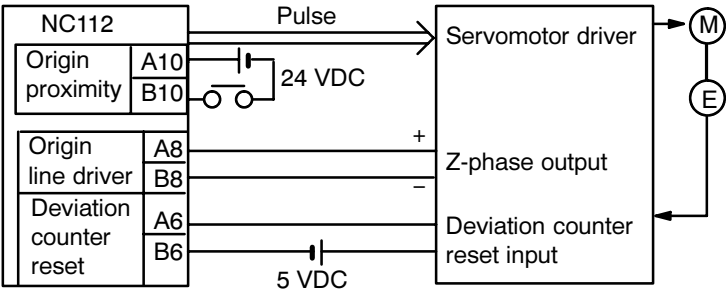 NC112
Pulse
Servomotor driver
M
Origin
proximity
A10
B10
24 VDC
E
Origin
line driver
A8
B8
+
Z-phase output
–
Deviation
counter
reset
A6
B6
5 VDC
Deviation counter
reset input